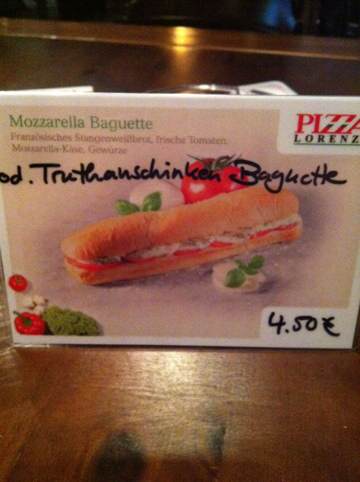 Mozzarella Baguette
Französisches Stangenweißbrot, frische Tomaten,
Mozzarella-Käse, Gewürze
PIZZA
LORENZ
od. Truthanschinken Baguette
4.50€